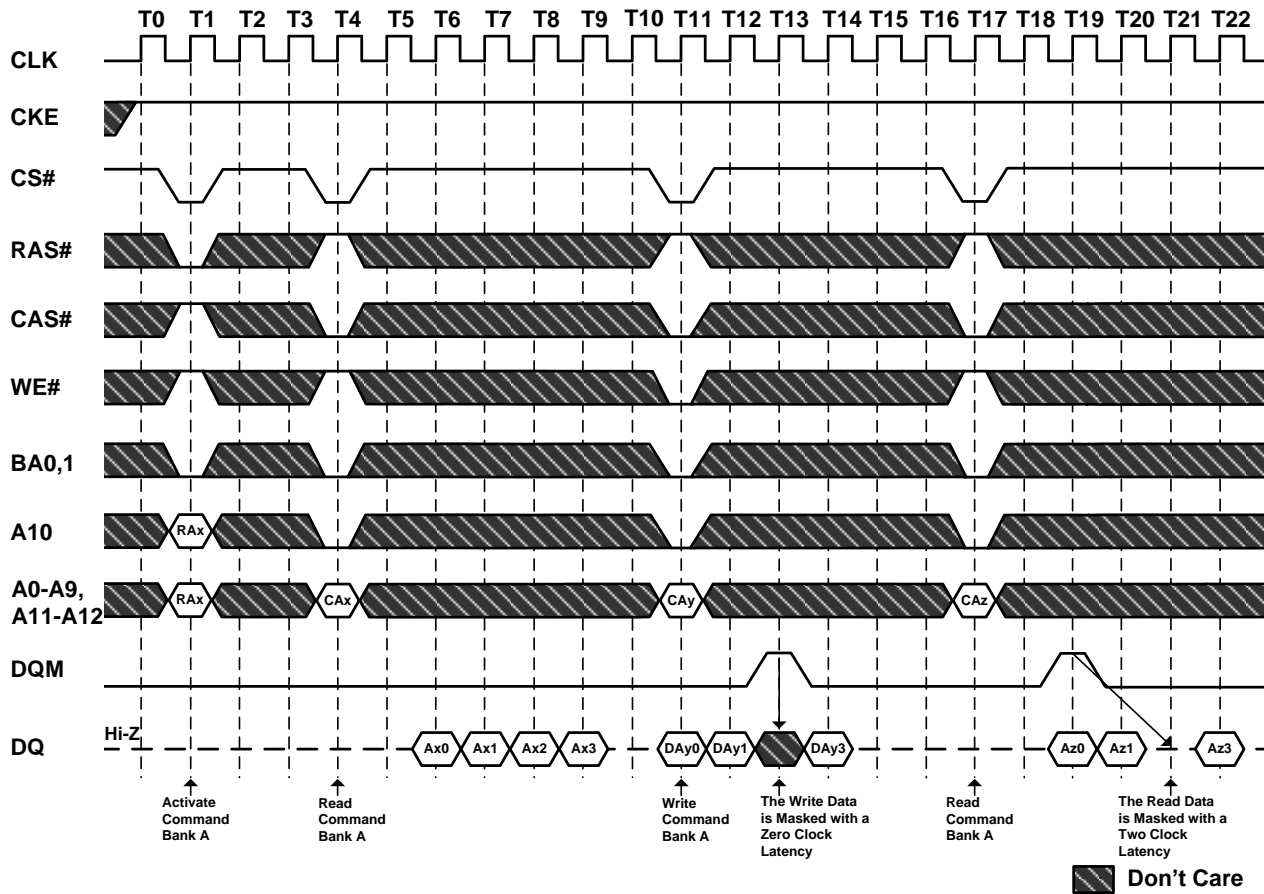 T0 T1 T2 T3 T4 T5 T6 T7 T8 T9 T10 T11 T12 T13 T14 T15 T16 T17 T18 T19 T20 T21 T22
CLK
CKE
CS#
RAS#
CAS#
WE#
BA0,1
A10
RAx
A0-A9,
A11-A12
RAx CAx CAy CAz
DQM
DQ
Hi-Z
Ax0 Ax1 Ax2 Ax3 DAy0 DAy1 DAy3 Az0 Az1 Az3
Activate
Command
Bank A
Read
Command
Bank A
Write
Command
Bank A
The Write Data
is Masked with a
Zero Clock
Latency
Read
Command
Bank A
The Read Data
is Masked with a
Two Clock
Latency
Don't Care